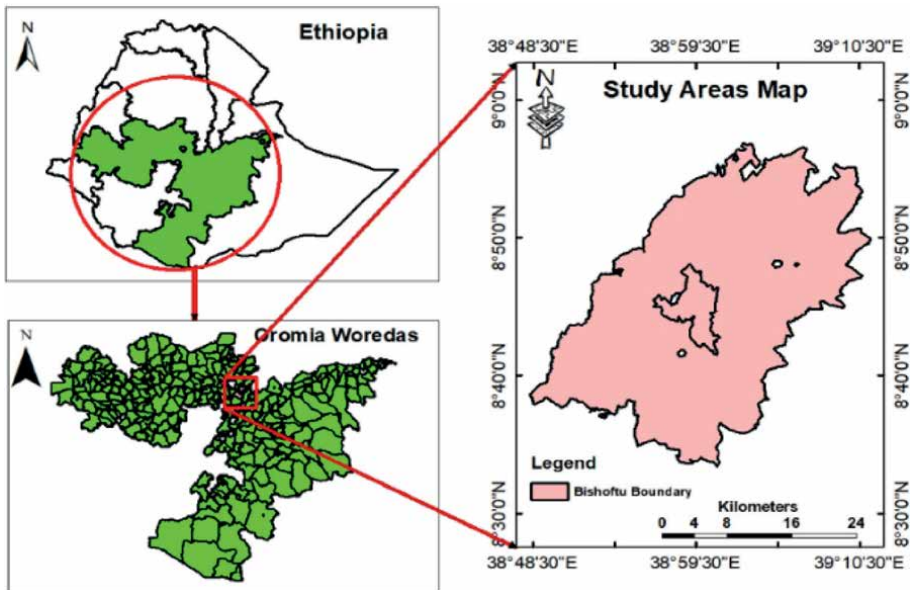 N
Ethiopia
N
Oromia Woredas
38°48'30"E 38°59'30"E 39°10'30"E
N
Study Areas Map
9°0'0"N
9°0'0"N
8°50'0"N
8°50'0"N
8°40'0"N
8°40'0"N
8°30'0"N
8°30'0"N
Legend
Bishoftu Boundary
Kilometers
0 4 8 16 24
38°48'30"E 38°59'30"E 39°10'30"E